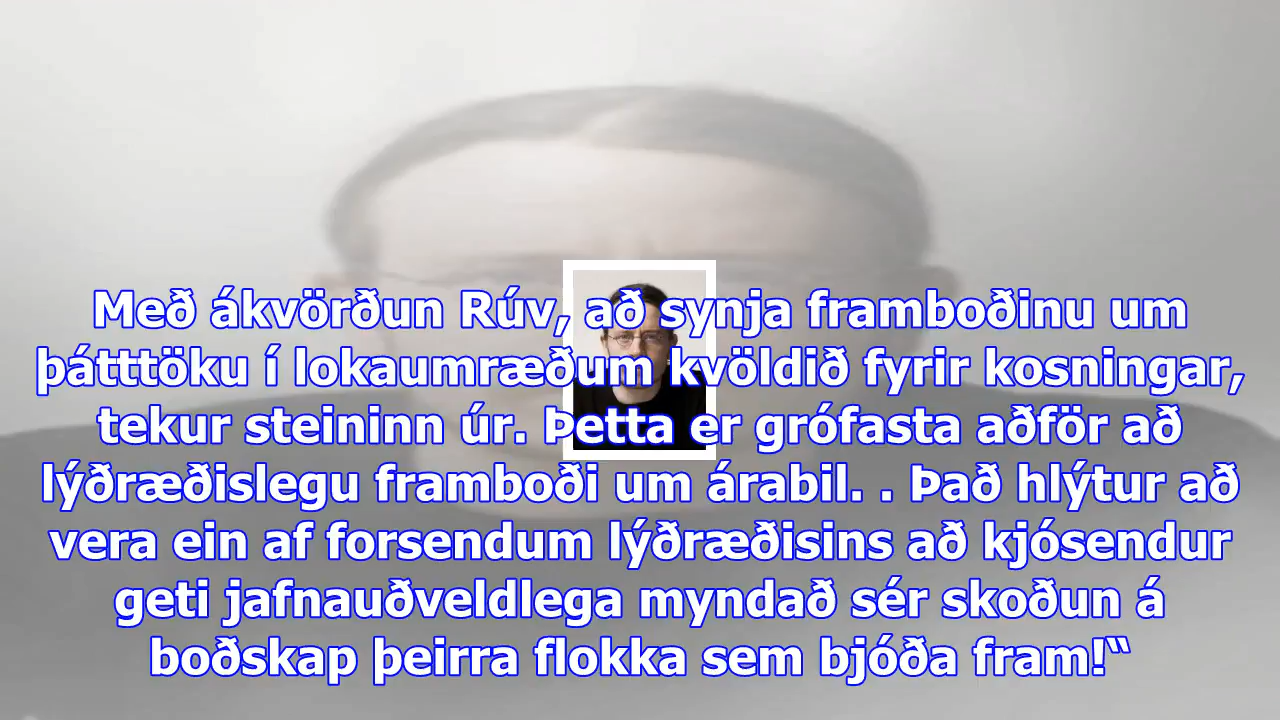 Með ákvörðun Rúv, að synja framboðinu um
þátttöku í lokaumræðum kvöldið fyrir kosningar,
tekur steininn úr. Þetta er grófasta aðför að
lýðræðislegu framboði um árabil. . Það hlýtur að
vera ein af forsendum lýðræðisins að kjósendur
geti jafnauðveldlega myndað sér skoðun á
boðskap þeirra flokka sem bjóða fram!“